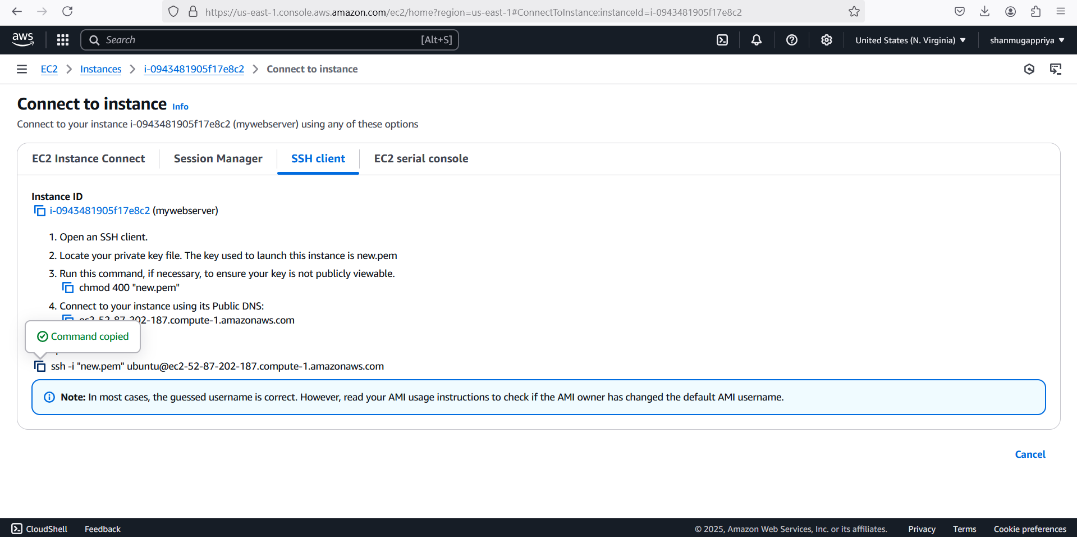 https://us-east-1.console.aws.amazon.com/ec2/home?region=us-east-1#ConnectToInstance:instanceId=i-0943481905f17e8c2
aws Search [Alt+S] United States (N. Virginia) shanmugappriya
EC2 Instances i-0943481905f17e8c2 Connect to instance
Connect to instance Info
Connect to your instance i-0943481905f17e8c2 (mywebserver) using any of these options
EC2 Instance Connect Session Manager SSH client EC2 serial console
Instance ID
i-0943481905f17e8c2 (mywebserver)
1. Open an SSH client.
2. Locate your private key file. The key used to launch this instance is new.pem
3. Run this command, if necessary, to ensure your key is not publicly viewable.
chmod 400 "new.pem"
4. Connect to your instance using its Public DNS:
ec2-52-87-202-187.compute-1.amazonaws.com
Command copied
ssh -i "new.pem" ubuntu@ec2-52-87-202-187.compute-1.amazonaws.com
Note: In most cases, the guessed username is correct. However, read your AMI usage instructions to check if the AMI owner has changed the default AMI username.
Cancel
CloudShell Feedback © 2025, Amazon Web Services, Inc. or its affiliates. Privacy Terms Cookie preferences